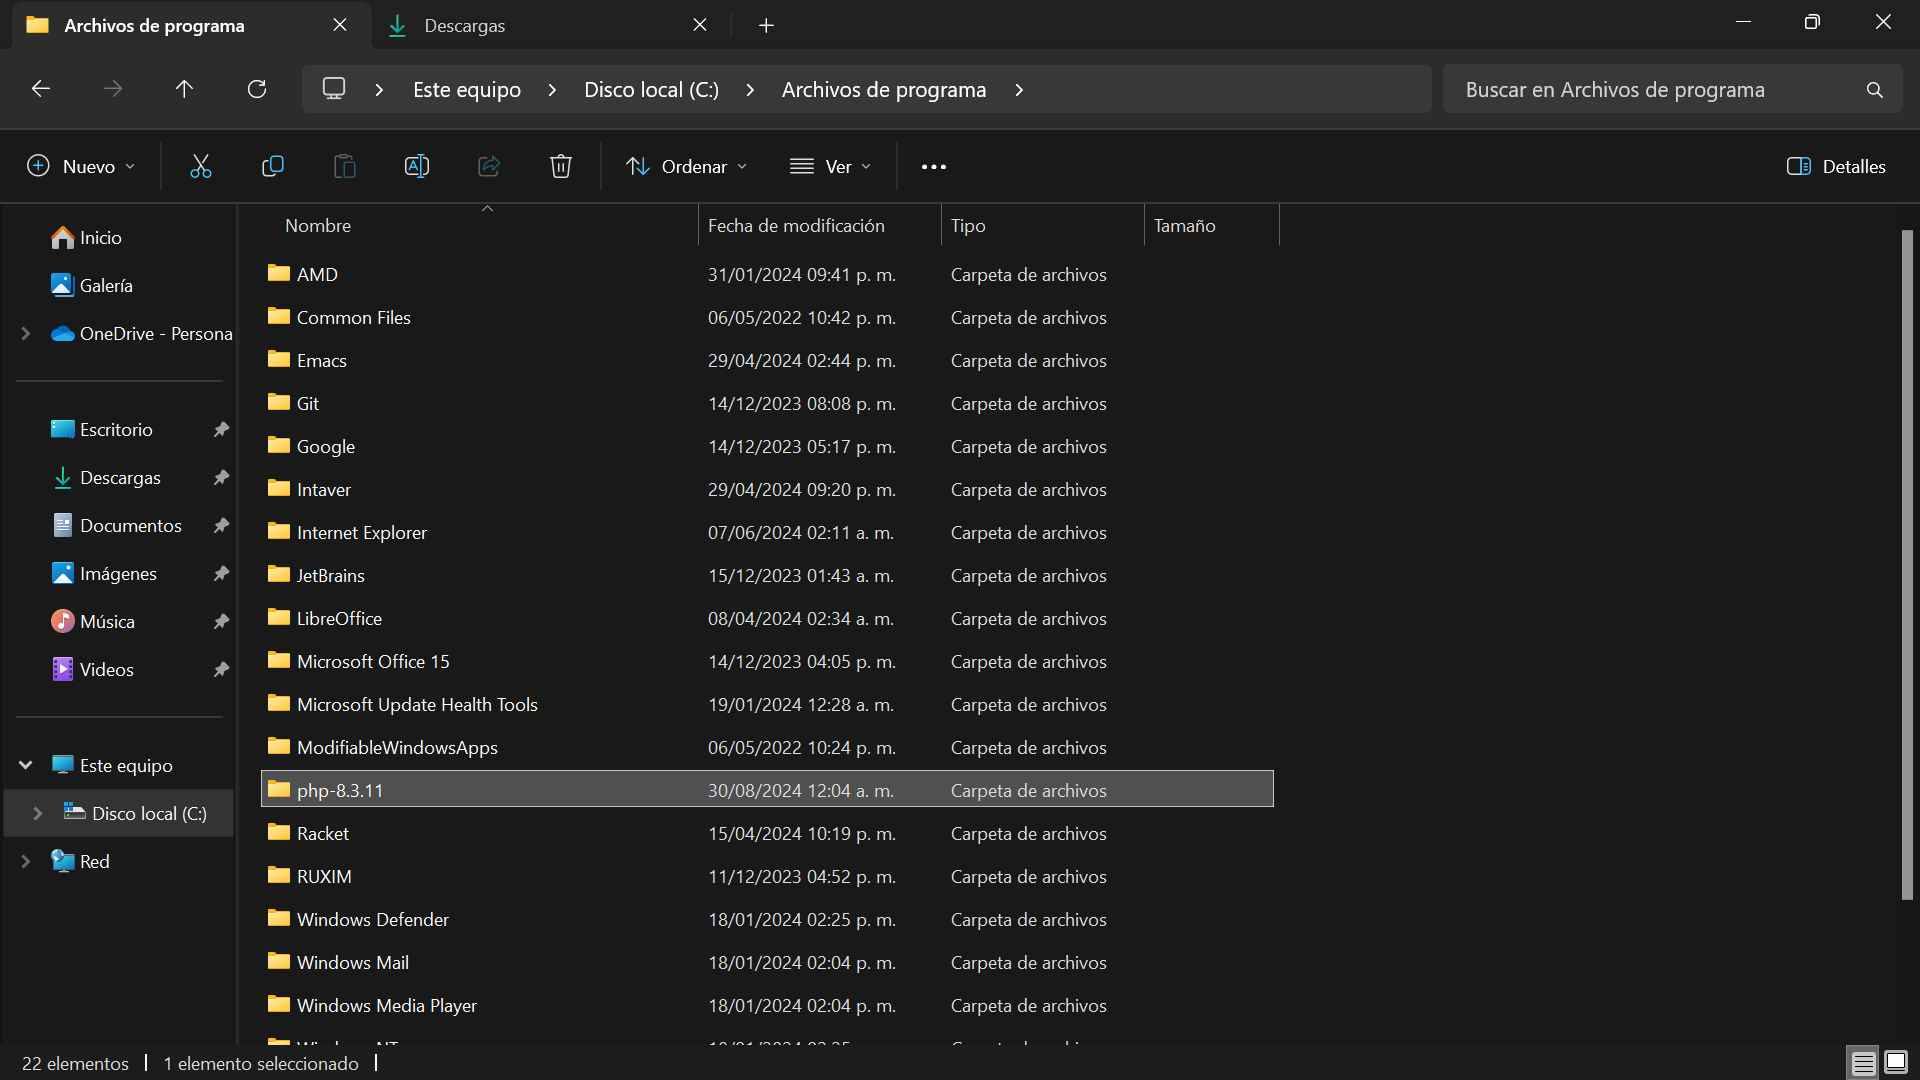 Archivos de programa
Descargas
Este equipo
Disco local (C:)
Archivos de programa
Buscar en Archivos de programa
Nuevo
Ordenar
Ver
Detalles
Inicio
Galería
OneDrive - Persona
Escritorio
Descargas
Documentos
Imágenes
Música
Videos
Este equipo
Disco local (C:)
Red
Nombre Fecha de modificación Tipo Tamaño
AMD 31/01/2024 09:41 p. m. Carpeta de archivos
Common Files 06/05/2022 10:42 p. m. Carpeta de archivos
Emacs 29/04/2024 02:44 p. m. Carpeta de archivos
Git 14/12/2023 08:08 p. m. Carpeta de archivos
Google 14/12/2023 05:17 p. m. Carpeta de archivos
Intaver 29/04/2024 09:20 p. m. Carpeta de archivos
Internet Explorer 07/06/2024 02:11 a. m. Carpeta de archivos
JetBrains 15/12/2023 01:43 a. m. Carpeta de archivos
LibreOffice 08/04/2024 02:34 a. m. Carpeta de archivos
Microsoft Office 15 14/12/2023 04:05 p. m. Carpeta de archivos
Microsoft Update Health Tools 19/01/2024 12:28 a. m. Carpeta de archivos
ModifiableWindowsApps 06/05/2022 10:24 p. m. Carpeta de archivos
php-8.3.11 30/08/2024 12:04 a. m. Carpeta de archivos
Racket 15/04/2024 10:19 p. m. Carpeta de archivos
RUXIM 11/12/2023 04:52 p. m. Carpeta de archivos
Windows Defender 18/01/2024 02:25 p. m. Carpeta de archivos
Windows Mail 18/01/2024 02:04 p. m. Carpeta de archivos
Windows Media Player 18/01/2024 02:04 p. m. Carpeta de archivos
22 elementos
1 elemento seleccionado